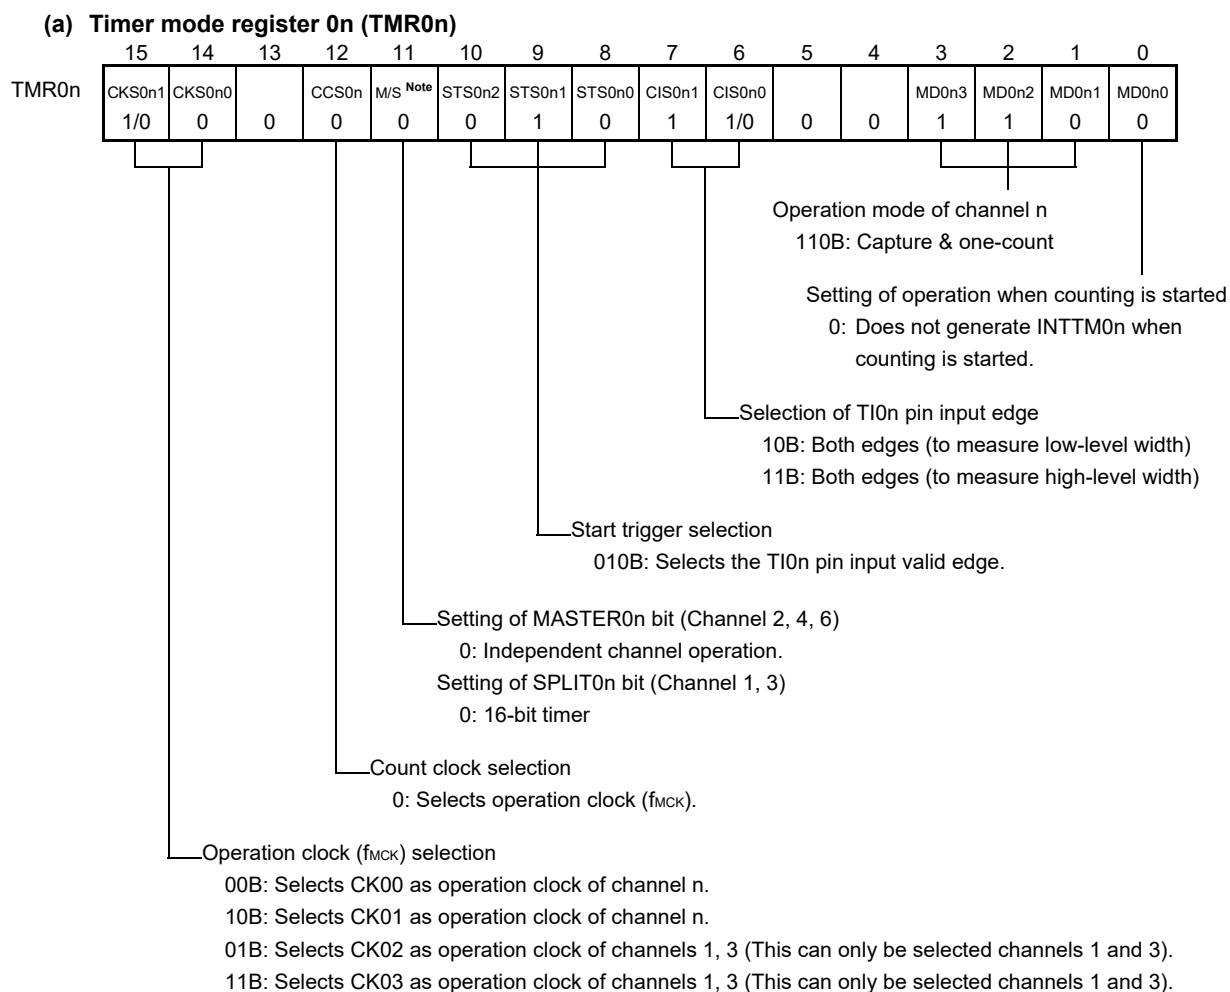 (a) Timer mode register 0n (TMR0n)
15 14 13 12 11 10 9 8 7 6 5 4 3 2 1 0
TMR0n CKS0n1 CKS0n0 CCS0n M/S Note STS0n2 STS0n1 STS0n0 CIS0n1 CIS0n0 MD0n3 MD0n2 MD0n1 MD0n0
1/0 0 0 0 0 0 1 0 1 1/0 0 0 1 1 0 0
Operation mode of channel n
110B: Capture & one-count
Setting of operation when counting is started
0: Does not generate INTTM0n when
counting is started.
Selection of TI0n pin input edge
10B: Both edges (to measure low-level width)
11B: Both edges (to measure high-level width)
Start trigger selection
010B: Selects the TI0n pin input valid edge.
Setting of MASTER0n bit (Channel 2, 4, 6)
0: Independent channel operation.
Setting of SPLIT0n bit (Channel 1, 3)
0: 16-bit timer
Count clock selection
0: Selects operation clock (fMCK).
Operation clock (fMCK) selection
00B: Selects CK00 as operation clock of channel n.
10B: Selects CK01 as operation clock of channel n.
01B: Selects CK02 as operation clock of channels 1, 3 (This can only be selected channels 1 and 3).
11B: Selects CK03 as operation clock of channels 1, 3 (This can only be selected channels 1 and 3).